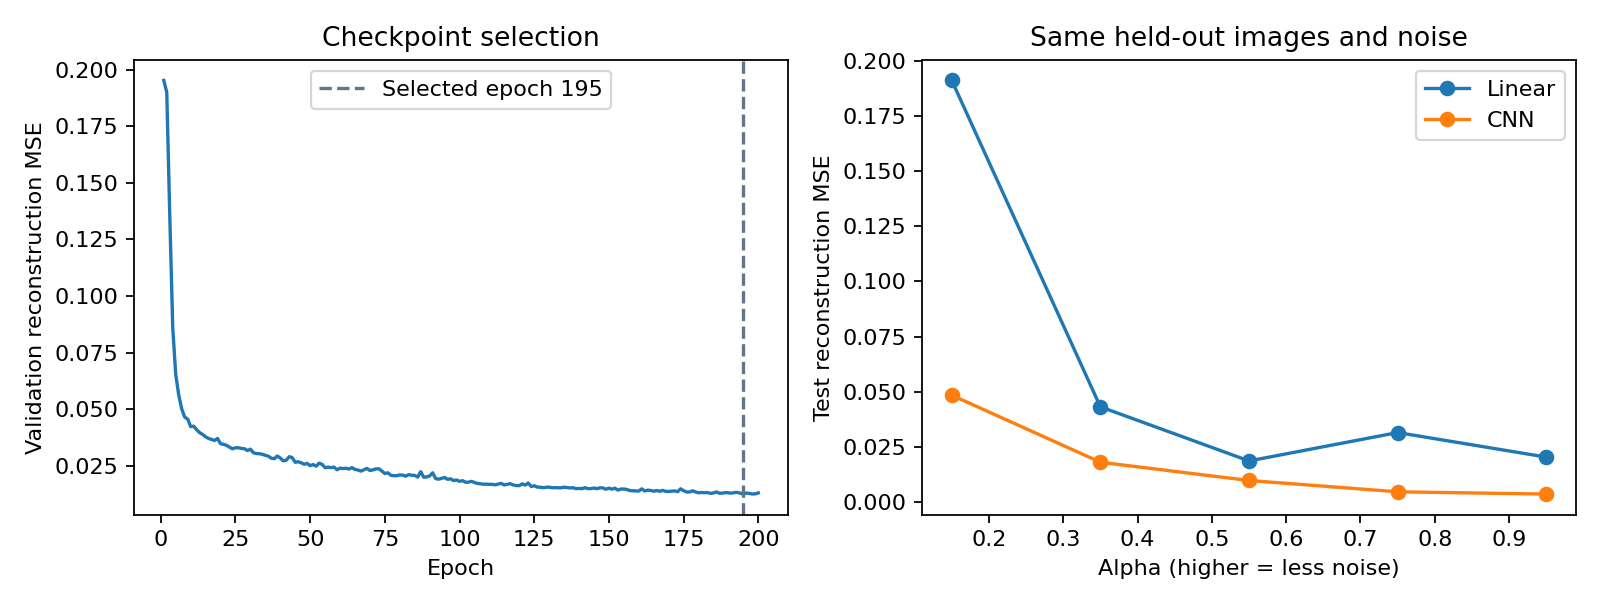 Checkpoint selection
Selected epoch 195
Validation reconstruction MSE
0.200
0.175
0.150
0.125
0.100
0.075
0.050
0.025
0 25 50 75 100 125 150 175 200
Epoch
Same held-out images and noise
Linear
CNN
Test reconstruction MSE
0.200
0.175
0.150
0.125
0.100
0.075
0.050
0.025
0.000
0.2 0.3 0.4 0.5 0.6 0.7 0.8 0.9
Alpha (higher = less noise)